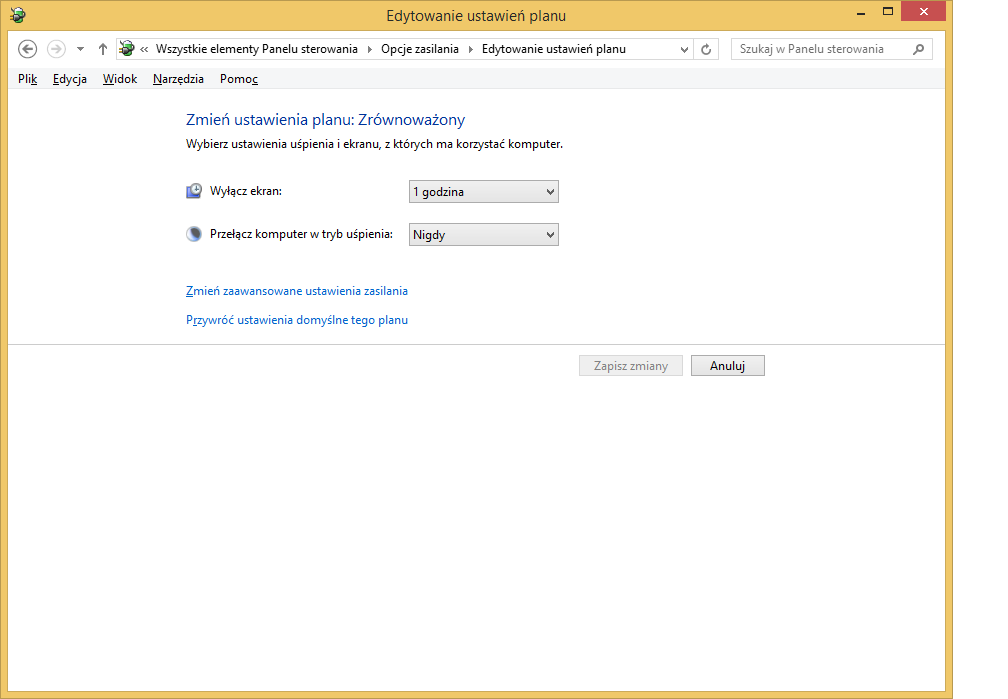 Edytowanie ustawień planu
« Wszystkie elementy Panelu sterowania Opcje zasilania Edytowanie ustawień planu Szukaj w Panelu sterowania
Plik Edycja Widok Narzędzia Pomoc
Zmień ustawienia planu: Zrównoważony
Wybierz ustawienia uśpienia i ekranu, z których ma korzystać komputer.
Wyłącz ekran: 1 godzina
Przełącz komputer w tryb uśpienia: Nigdy
Zmień zaawansowane ustawienia zasilania
Przywróć ustawienia domyślne tego planu
Zapisz zmiany Anuluj